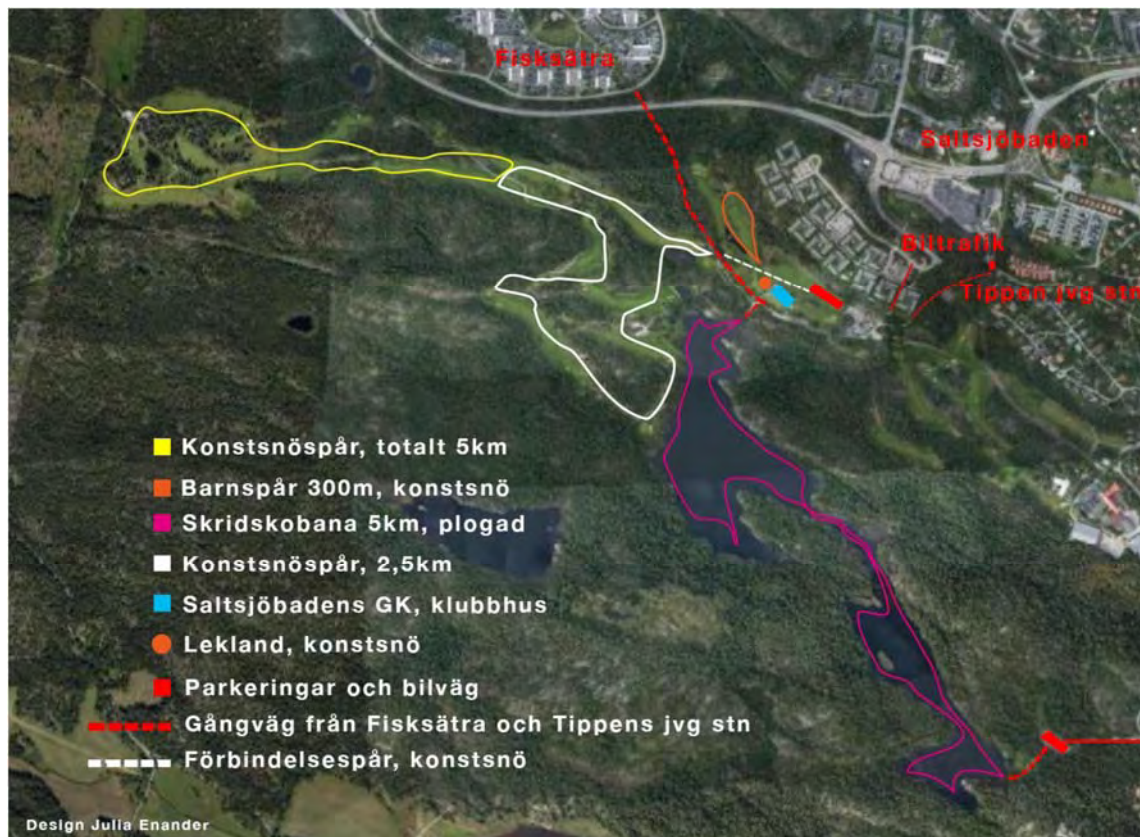 Fisksätra
Saltsjöbaden
Biltrafik
Tippen jvg stn
Konstsnöspår, totalt 5km
Barnspår 300m, konstsnö
Skridskobana 5km, plogad
Konstsnöspår, 2,5km
Saltsjöbadens GK, klubbhus
Lekland, konstsnö
Parkeringar och bilväg
Gångväg från Fisksätra och Tippens jvg stn
Förbindelsespår, konstsnö
Design Julia Enander